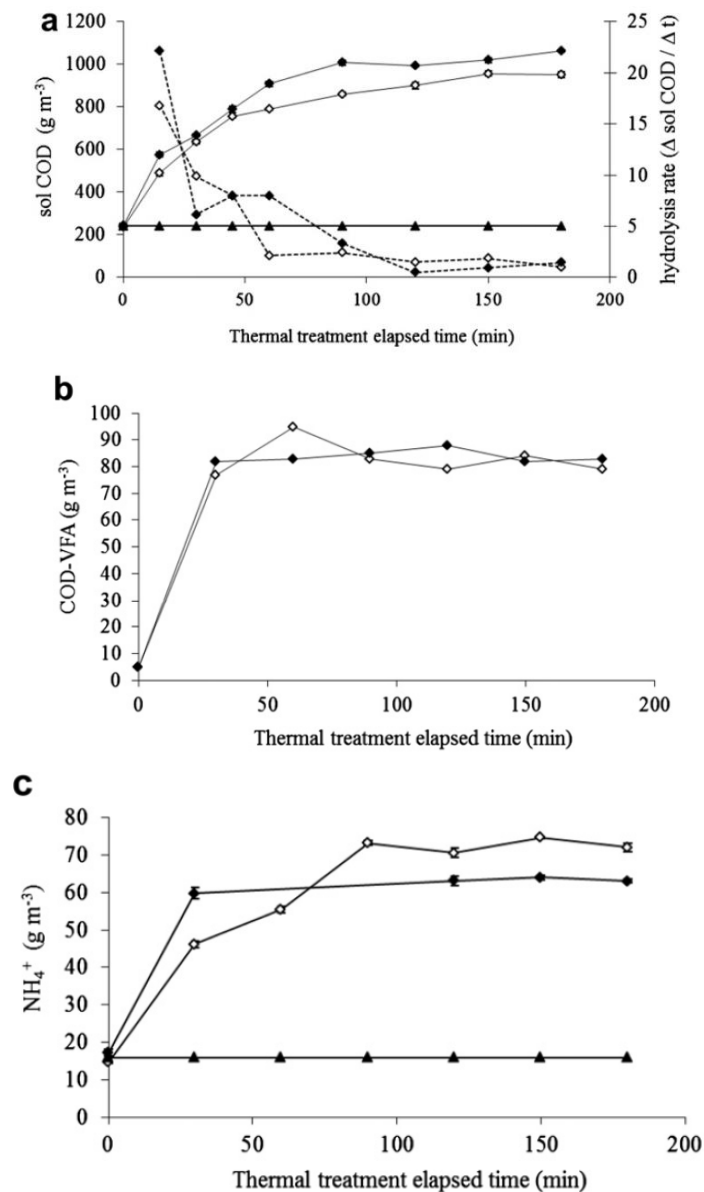 a
1200
1000
800
600
400
200
0
sol COD (g m⁻³)
25
20
15
10
5
0
hydrolysis rate (Δ sol COD / Δ t)
0 50 100 150 200
Thermal treatment elapsed time (min)
b
100
90
80
70
60
50
40
30
20
10
0
COD-VFA (g m⁻³)
0 50 100 150 200
Thermal treatment elapsed time (min)
c
80
70
60
50
40
30
20
10
0
NH₄⁺ (g m⁻³)
0 50 100 150 200
Thermal treatment elapsed time (min)